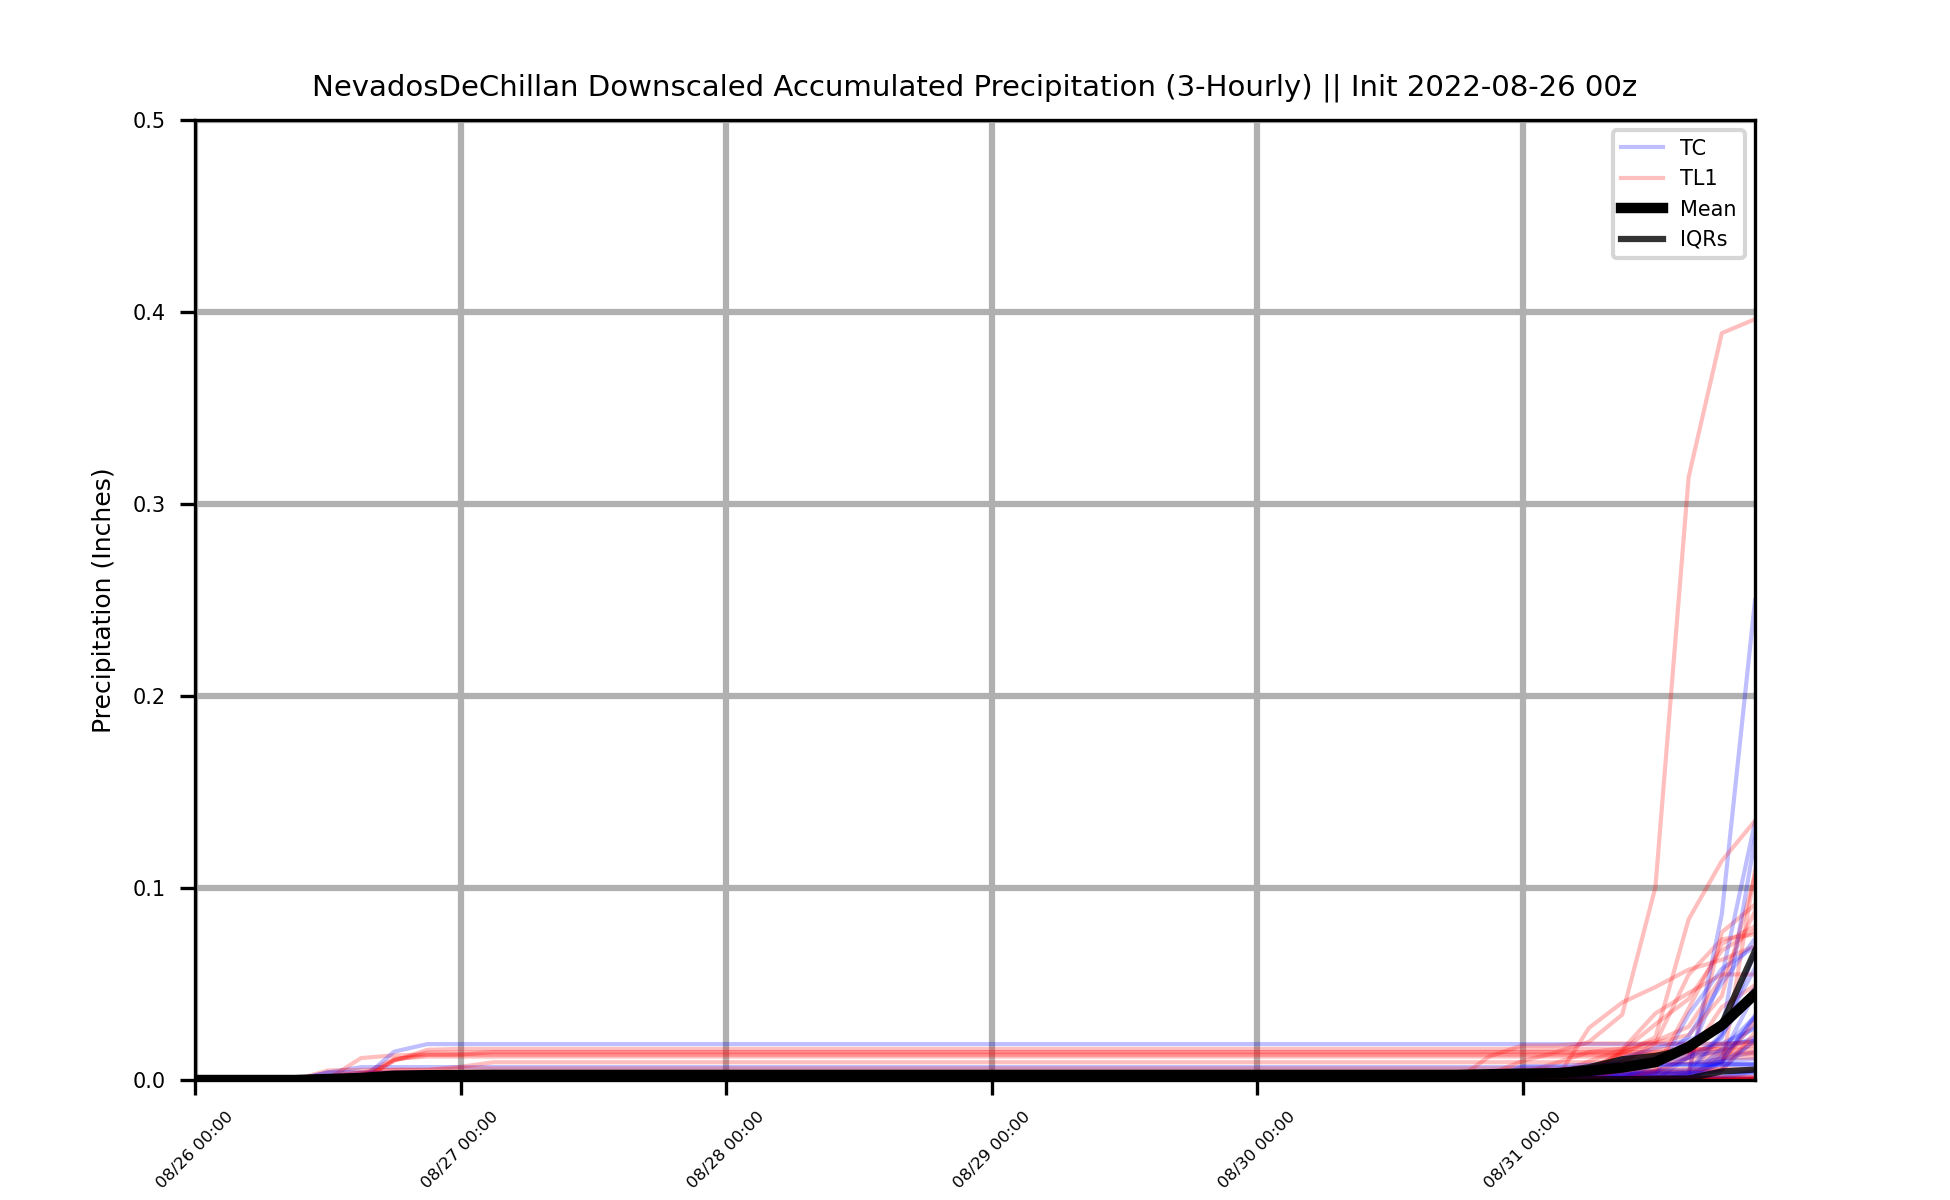 NevadosDeChillan Downscaled Accumulated Precipitation (3-Hourly) || Init 2022-08-26 00z
TC
TL1
Mean
IQRs
Precipitation (Inches)
0.5
0.4
0.3
0.2
0.1
0.0
08/26 00:00
08/27 00:00
08/28 00:00
08/29 00:00
08/30 00:00
08/31 00:00